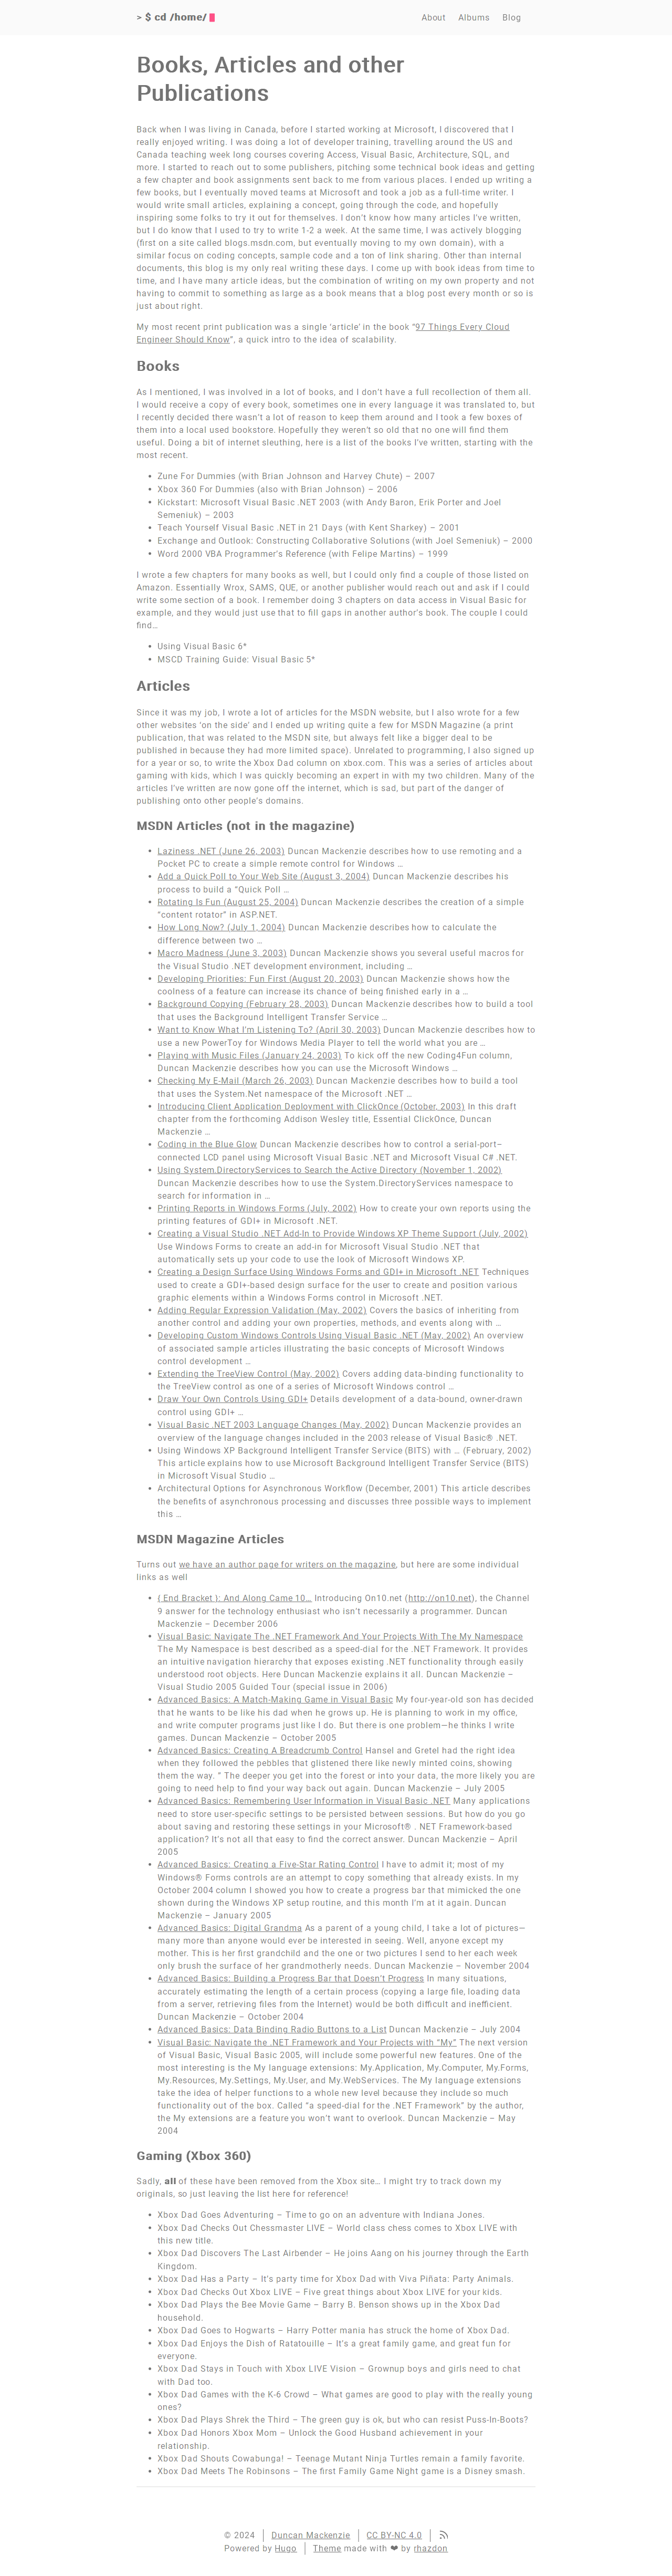 > $ cd /home/
About
Albums
Blog
Books, Articles and other
Publications
Back when I was living in Canada, before I started working at Microsoft, I discovered that I
really enjoyed writing. I was doing a lot of developer training, travelling around the US and
Canada teaching week long courses covering Access, Visual Basic, Architecture, SQL, and
more. I started to reach out to some publishers, pitching some technical book ideas and getting
a few chapter and book assignments sent back to me from various places. I ended up writing a
few books, but I eventually moved teams at Microsoft and took a job as a full-time writer. I
would write small articles, explaining a concept, going through the code, and hopefully
inspiring some folks to try it out for themselves. I don't know how many articles I've written,
but I do know that I used to try to write 1-2 a week. At the same time, I was actively blogging
(first on a site called blogs.msdn.com, but eventually moving to my own domain), with a
similar focus on coding concepts, sample code and a ton of link sharing. Other than internal
documents, this blog is my only real writing these days. I come up with book ideas from time to
time, and I have many article ideas, but the combination of writing on my own property and not
having to commit to something as large as a book means that a blog post every month or so is
just about right.
My most recent print publication was a single 'article' in the book "97 Things Every Cloud
Engineer Should Know", a quick intro to the idea of scalability.
Books
As I mentioned, I was involved in a lot of books, and I don't have a full recollection of them all.
I would receive a copy of every book, sometimes one in every language it was translated to, but
I recently decided there wasn't a lot of reason to keep them around and I took a few boxes of
them into a local used bookstore. Hopefully they weren't so old that no one will find them
useful. Doing a bit of internet sleuthing, here is a list of the books I've written, starting with the
most recent.
• Zune For Dummies (with Brian Johnson and Harvey Chute) – 2007
• Xbox 360 For Dummies (also with Brian Johnson) – 2006
• Kickstart: Microsoft Visual Basic .NET 2003 (with Andy Baron, Erik Porter and Joel
Semeniuk) – 2003
• Teach Yourself Visual Basic .NET in 21 Days (with Kent Sharkey) – 2001
• Exchange and Outlook: Constructing Collaborative Solutions (with Joel Semeniuk) – 2000
• Word 2000 VBA Programmer's Reference (with Felipe Martins) – 1999
I wrote a few chapters for many books as well, but I could only find a couple of those listed on
Amazon. Essentially Wrox, SAMS, QUE, or another publisher would reach out and ask if I could
write some section of a book. I remember doing 3 chapters on data access in Visual Basic for
example, and they would just use that to fill gaps in another author's book. The couple I could
find…
• Using Visual Basic 6*
• MSCD Training Guide: Visual Basic 5*
Articles
Since it was my job, I wrote a lot of articles for the MSDN website, but I also wrote for a few
other websites 'on the side' and I ended up writing quite a few for MSDN Magazine (a print
publication, that was related to the MSDN site, but always felt like a bigger deal to be
published in because they had more limited space). Unrelated to programming, I also signed up
for a year or so, to write the Xbox Dad column on xbox.com. This was a series of articles about
gaming with kids, which I was quickly becoming an expert in with my two children. Many of the
articles I've written are now gone off the internet, which is sad, but part of the danger of
publishing onto other people's domains.
MSDN Articles (not in the magazine)
• Laziness .NET (June 26, 2003) Duncan Mackenzie describes how to use remoting and a
Pocket PC to create a simple remote control for Windows …
• Add a Quick Poll to Your Web Site (August 3, 2004) Duncan Mackenzie describes his
process to build a "Quick Poll …
• Rotating Is Fun (August 25, 2004) Duncan Mackenzie describes the creation of a simple
"content rotator" in ASP.NET.
• How Long Now? (July 1, 2004) Duncan Mackenzie describes how to calculate the
difference between two …
• Macro Madness (June 3, 2003) Duncan Mackenzie shows you several useful macros for
the Visual Studio .NET development environment, including …
• Developing Priorities: Fun First (August 20, 2003) Duncan Mackenzie shows how the
coolness of a feature can increase its chance of being finished early in a …
• Background Copying (February 28, 2003) Duncan Mackenzie describes how to build a tool
that uses the Background Intelligent Transfer Service …
• Want to Know What I'm Listening To? (April 30, 2003) Duncan Mackenzie describes how to
use a new PowerToy for Windows Media Player to tell the world what you are …
• Playing with Music Files (January 24, 2003) To kick off the new Coding4Fun column,
Duncan Mackenzie describes how you can use the Microsoft Windows …
• Checking My E-Mail (March 26, 2003) Duncan Mackenzie describes how to build a tool
that uses the System.Net namespace of the Microsoft .NET …
• Introducing Client Application Deployment with ClickOnce (October, 2003) In this draft
chapter from the forthcoming Addison Wesley title, Essential ClickOnce, Duncan
Mackenzie …
• Coding in the Blue Glow Duncan Mackenzie describes how to control a serial-port–
connected LCD panel using Microsoft Visual Basic .NET and Microsoft Visual C# .NET.
• Using System.DirectoryServices to Search the Active Directory (November 1, 2002)
Duncan Mackenzie describes how to use the System.DirectoryServices namespace to
search for information in …
• Printing Reports in Windows Forms (July, 2002) How to create your own reports using the
printing features of GDI+ in Microsoft .NET.
• Creating a Visual Studio .NET Add-In to Provide Windows XP Theme Support (July, 2002)
Use Windows Forms to create an add-in for Microsoft Visual Studio .NET that
automatically sets up your code to use the look of Microsoft Windows XP.
• Creating a Design Surface Using Windows Forms and GDI+ in Microsoft .NET Techniques
used to create a GDI+-based design surface for the user to create and position various
graphic elements within a Windows Forms control in Microsoft .NET.
• Adding Regular Expression Validation (May, 2002) Covers the basics of inheriting from
another control and adding your own properties, methods, and events along with …
• Developing Custom Windows Controls Using Visual Basic .NET (May, 2002) An overview
of associated sample articles illustrating the basic concepts of Microsoft Windows
control development …
• Extending the TreeView Control (May, 2002) Covers adding data-binding functionality to
the TreeView control as one of a series of Microsoft Windows control …
• Draw Your Own Controls Using GDI+ Details development of a data-bound, owner-drawn
control using GDI+ …
• Visual Basic .NET 2003 Language Changes (May, 2002) Duncan Mackenzie provides an
overview of the language changes included in the 2003 release of Visual Basic® .NET.
• Using Windows XP Background Intelligent Transfer Service (BITS) with … (February, 2002)
This article explains how to use Microsoft Background Intelligent Transfer Service (BITS)
in Microsoft Visual Studio …
• Architectural Options for Asynchronous Workflow (December, 2001) This article describes
the benefits of asynchronous processing and discusses three possible ways to implement
this …
MSDN Magazine Articles
Turns out we have an author page for writers on the magazine, but here are some individual
links as well
• { End Bracket }: And Along Came 10… Introducing On10.net (http://on10.net), the Channel
9 answer for the technology enthusiast who isn't necessarily a programmer. Duncan
Mackenzie – December 2006
• Visual Basic: Navigate The .NET Framework And Your Projects With The My Namespace
The My Namespace is best described as a speed-dial for the .NET Framework. It provides
an intuitive navigation hierarchy that exposes existing .NET functionality through easily
understood root objects. Here Duncan Mackenzie explains it all. Duncan Mackenzie –
Visual Studio 2005 Guided Tour (special issue in 2006)
• Advanced Basics: A Match-Making Game in Visual Basic My four-year-old son has decided
that he wants to be like his dad when he grows up. He is planning to work in my office,
and write computer programs just like I do. But there is one problem—he thinks I write
games. Duncan Mackenzie – October 2005
• Advanced Basics: Creating A Breadcrumb Control Hansel and Gretel had the right idea
when they followed the pebbles that glistened there like newly minted coins, showing
them the way. " The deeper you get into the forest or into your data, the more likely you are
going to need help to find your way back out again. Duncan Mackenzie – July 2005
• Advanced Basics: Remembering User Information in Visual Basic .NET Many applications
need to store user-specific settings to be persisted between sessions. But how do you go
about saving and restoring these settings in your Microsoft® . NET Framework-based
application? It's not all that easy to find the correct answer. Duncan Mackenzie – April
2005
• Advanced Basics: Creating a Five-Star Rating Control I have to admit it; most of my
Windows® Forms controls are an attempt to copy something that already exists. In my
October 2004 column I showed you how to create a progress bar that mimicked the one
shown during the Windows XP setup routine, and this month I'm at it again. Duncan
Mackenzie – January 2005
• Advanced Basics: Digital Grandma As a parent of a young child, I take a lot of pictures—
many more than anyone would ever be interested in seeing. Well, anyone except my
mother. This is her first grandchild and the one or two pictures I send to her each week
only brush the surface of her grandmotherly needs. Duncan Mackenzie – November 2004
• Advanced Basics: Building a Progress Bar that Doesn't Progress In many situations,
accurately estimating the length of a certain process (copying a large file, loading data
from a server, retrieving files from the Internet) would be both difficult and inefficient.
Duncan Mackenzie – October 2004
• Advanced Basics: Data Binding Radio Buttons to a List Duncan Mackenzie – July 2004
• Visual Basic: Navigate the .NET Framework and Your Projects with "My" The next version
of Visual Basic, Visual Basic 2005, will include some powerful new features. One of the
most interesting is the My language extensions: My.Application, My.Computer, My.Forms,
My.Resources, My.Settings, My.User, and My.WebServices. The My language extensions
take the idea of helper functions to a whole new level because they include so much
functionality out of the box. Called "a speed-dial for the .NET Framework" by the author,
the My extensions are a feature you won't want to overlook. Duncan Mackenzie – May
2004
Gaming (Xbox 360)
Sadly, all of these have been removed from the Xbox site… I might try to track down my
originals, so just leaving the list here for reference!
• Xbox Dad Goes Adventuring – Time to go on an adventure with Indiana Jones.
• Xbox Dad Checks Out Chessmaster LIVE – World class chess comes to Xbox LIVE with
this new title.
• Xbox Dad Discovers The Last Airbender – He joins Aang on his journey through the Earth
Kingdom.
• Xbox Dad Has a Party – It's party time for Xbox Dad with Viva Piñata: Party Animals.
• Xbox Dad Checks Out Xbox LIVE – Five great things about Xbox LIVE for your kids.
• Xbox Dad Plays the Bee Movie Game – Barry B. Benson shows up in the Xbox Dad
household.
• Xbox Dad Goes to Hogwarts – Harry Potter mania has struck the home of Xbox Dad.
• Xbox Dad Enjoys the Dish of Ratatouille – It's a great family game, and great fun for
everyone.
• Xbox Dad Stays in Touch with Xbox LIVE Vision – Grownup boys and girls need to chat
with Dad too.
• Xbox Dad Games with the K-6 Crowd – What games are good to play with the really young
ones?
• Xbox Dad Plays Shrek the Third – The green guy is ok, but who can resist Puss-In-Boots?
• Xbox Dad Honors Xbox Mom – Unlock the Good Husband achievement in your
relationship.
• Xbox Dad Shouts Cowabunga! – Teenage Mutant Ninja Turtles remain a family favorite.
• Xbox Dad Meets The Robinsons – The first Family Game Night game is a Disney smash.
© 2024 | Duncan Mackenzie | CC BY-NC 4.0 |
Powered by Hugo | Theme made with ❤ by rhazdon